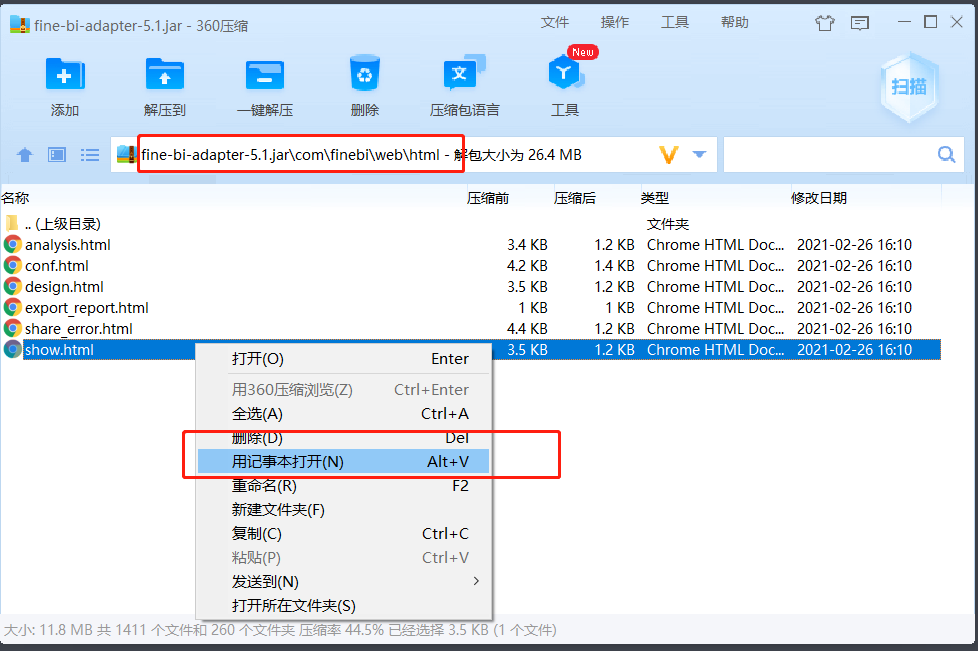 fine-bi-adapter-5.1.jar - 360压缩 文件 操作 工具 帮助
New
添加 解压到 一键解压 删除 压缩包语言 工具 扫描
fine-bi-adapter-5.1.jar\com\finebi\web\html - 解包大小为 26.4 MB
名称 压缩前 压缩后 类型 修改日期
.. (上级目录) 文件夹
analysis.html 3.4 KB 1.2 KB Chrome HTML Doc... 2021-02-26 16:10
conf.html 4.2 KB 1.4 KB Chrome HTML Doc... 2021-02-26 16:10
design.html 3.5 KB 1.2 KB Chrome HTML Doc... 2021-02-26 16:10
export_report.html 1 KB 1 KB Chrome HTML Doc... 2021-02-26 16:10
share_error.html 4.4 KB 1.2 KB Chrome HTML Doc... 2021-02-26 16:10
show.html 3.5 KB 1.2 KB Chrome HTML Doc... 2021-02-26 16:10
打开(O) Enter
用360压缩浏览(Z) Ctrl+Enter
全选(A) Ctrl+A
删除(D) Del
用记事本打开(N) Alt+V
重命名(R) F2
新建文件夹(F)
复制(C) Ctrl+C
粘贴(P) Ctrl+V
发送到(N)
打开所在文件夹(S)
大小: 11.8 MB 共 1411 个文件和 260 个文件夹 压缩率 44.5% 已经选择 3.5 KB (1 个文件)